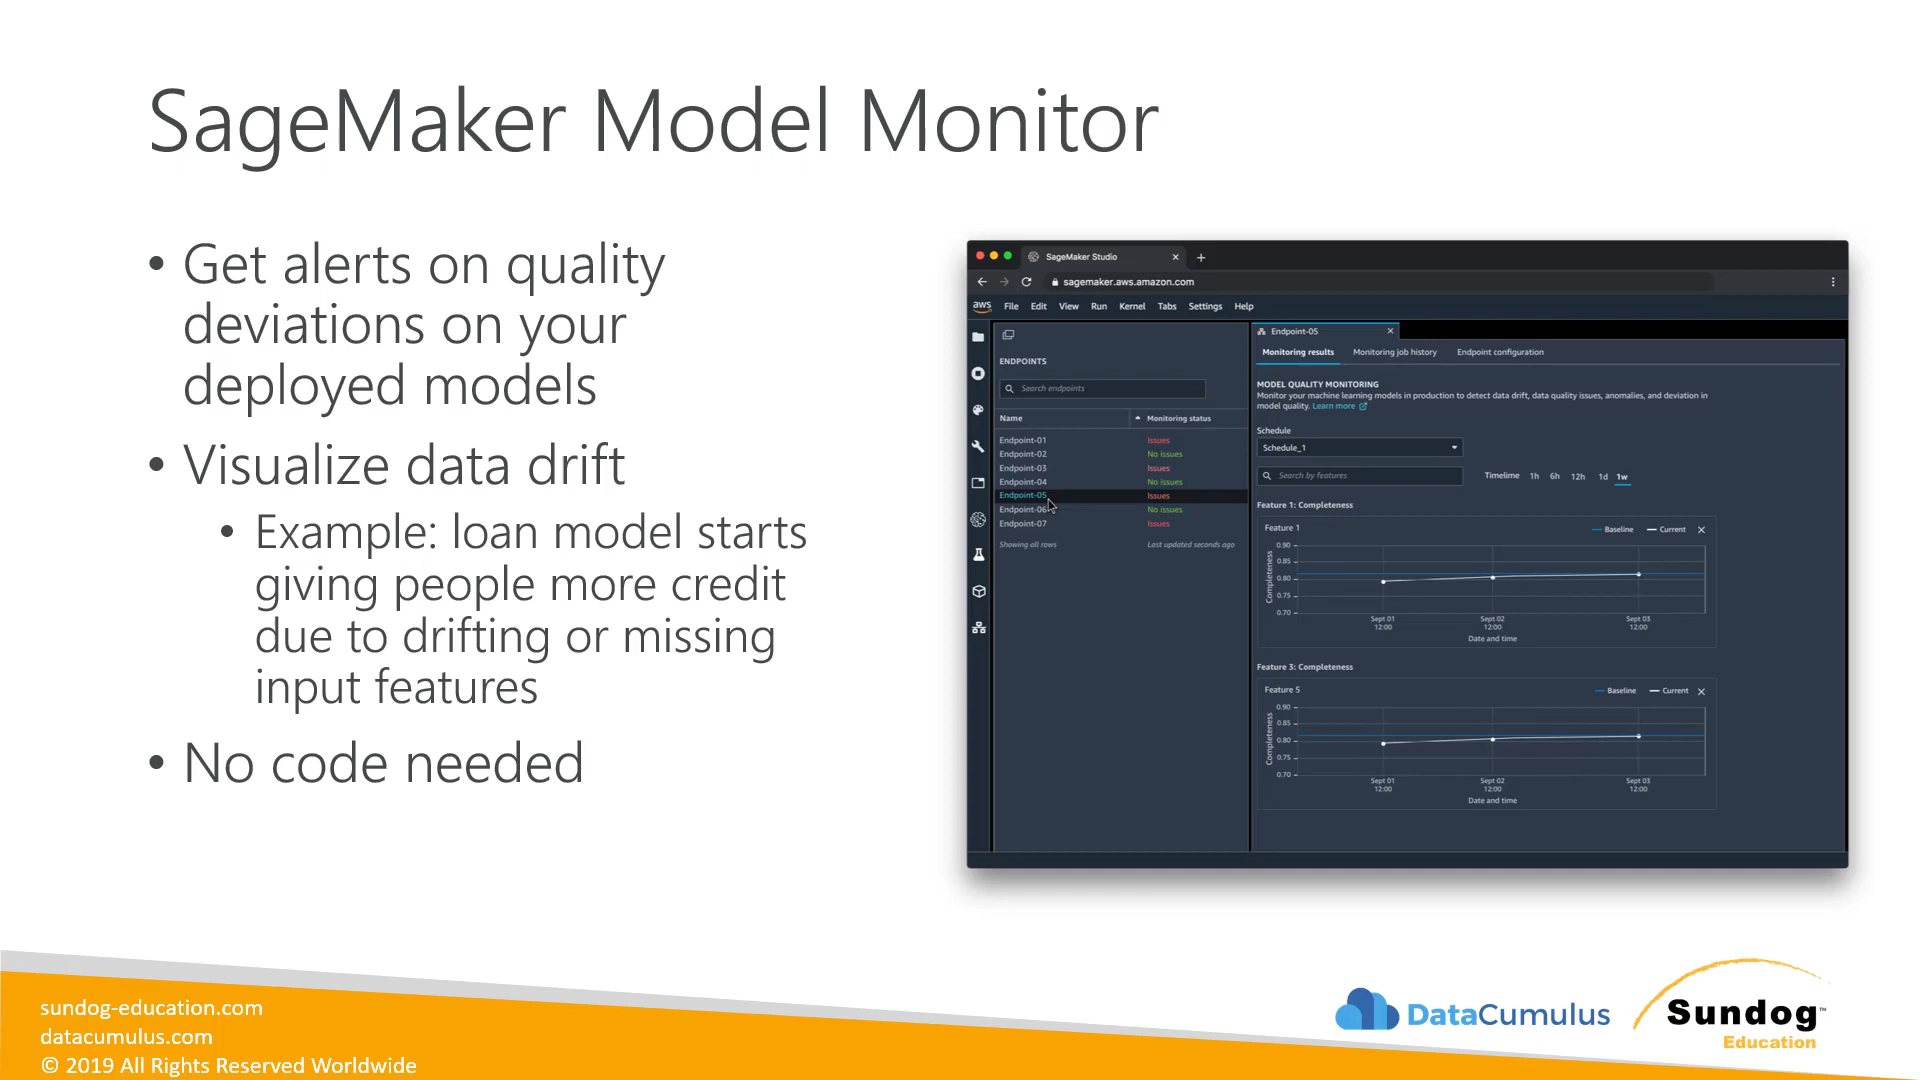 SageMaker Model Monitor
• Get alerts on quality
deviations on your
deployed models
• Visualize data drift
• Example: loan model starts
giving people more credit
due to drifting or missing
input features
• No code needed
SageMaker Studio
sagemaker.aws.amazon.com
aws File Edit View Run Kernel Tabs Settings Help
ENDPOINTS
Search endpoints
Name Monitoring status
Endpoint-01 Issues
Endpoint-02 No issues
Endpoint-03 Issues
Endpoint-04 No issues
Endpoint-05 Issues
Endpoint-06 No issues
Endpoint-07 Issues
Showing all rows Last updated seconds ago
Endpoint-05
Monitoring results Monitoring job history Endpoint configuration
MODEL QUALITY MONITORING
Monitor your machine learning models in production to detect data drift, data quality issues, anomalies, and deviation in
model quality. Learn more
Schedule
Schedule_1
Search by features Timelime 1h 6h 12h 1d 1w
Feature 1: Completeness
Feature 1 Baseline Current
Completeness
0.90
0.85
0.80
0.75
0.70
Sept 01 Sept 02 Sept 03
12:00 12:00 12:00
Date and time
Feature 3: Completeness
Feature 5 Baseline Current
Completeness
0.90
0.85
0.80
0.75
0.70
Sept 01 Sept 02 Sept 03
12:00 12:00 12:00
Date and time
sundog-education.com
datacumulus.com
© 2019 All Rights Reserved Worldwide
DataCumulus
Sundog™
Education